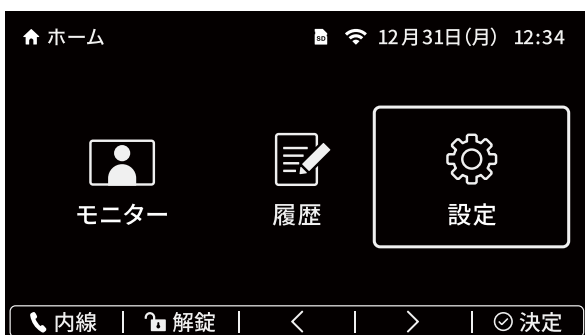 ホーム SD 12月31日(月) 12:34
モニター 履歴 設定
内線 解錠 < > 決定